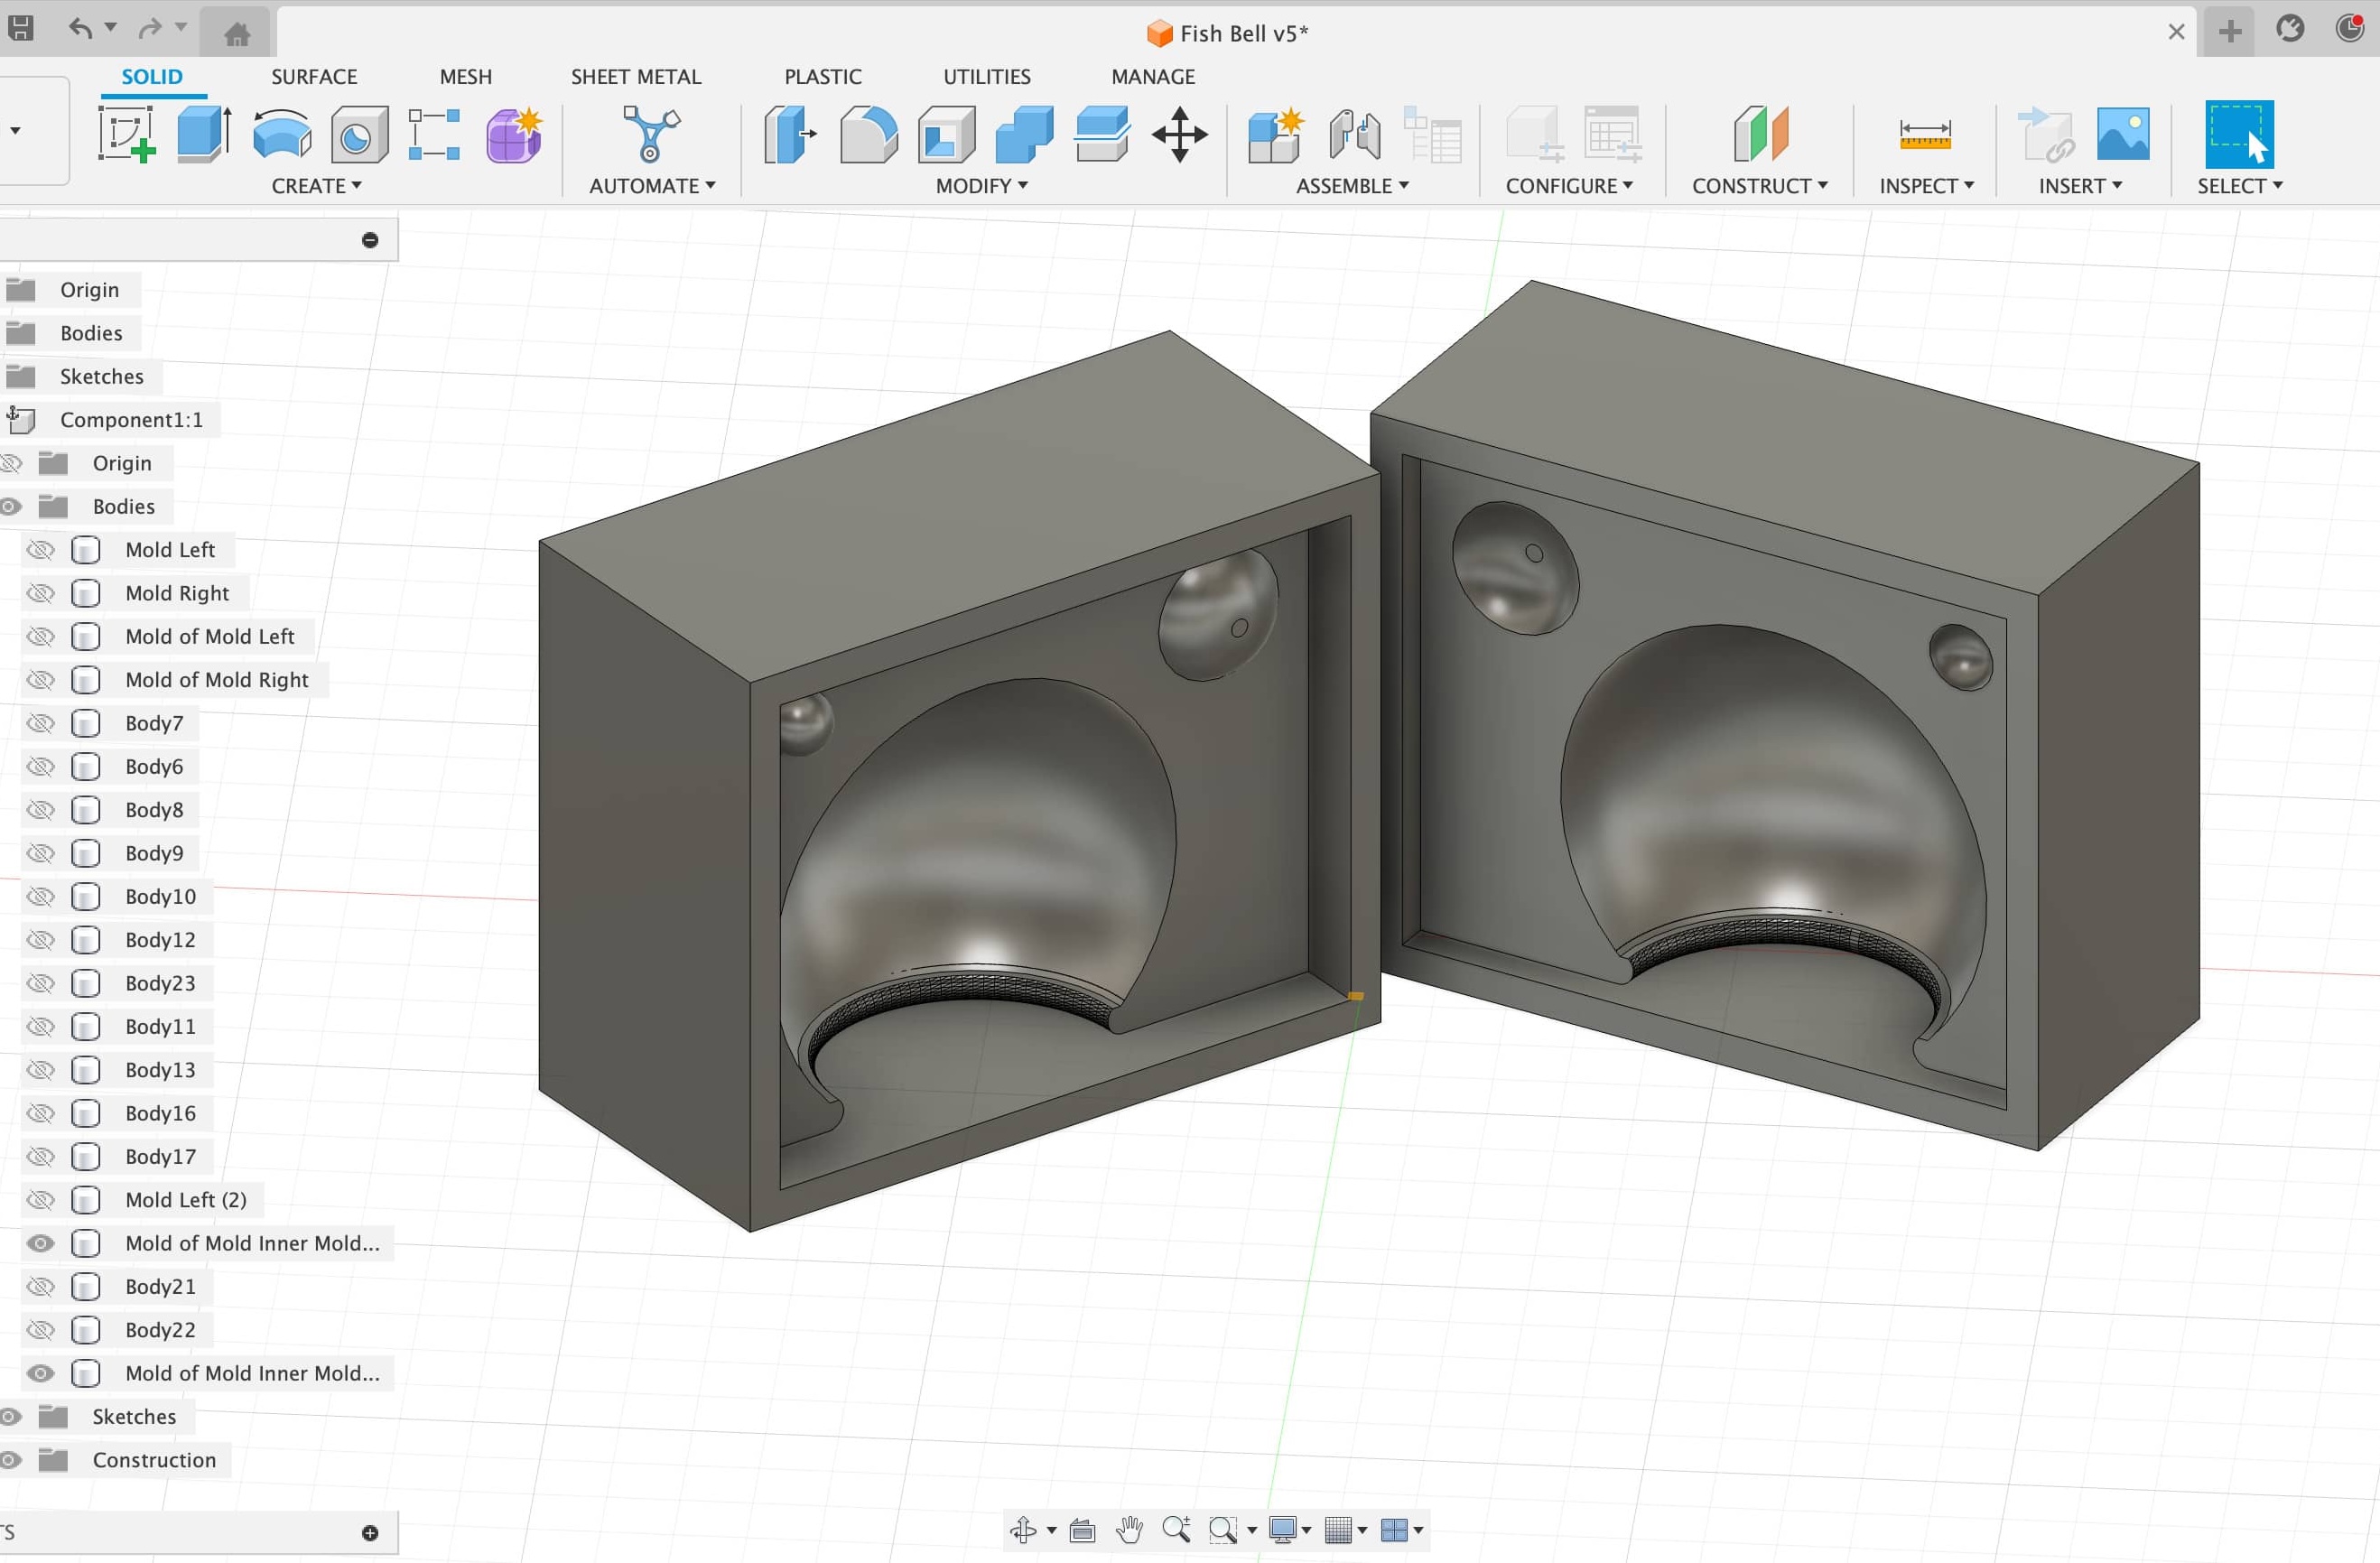 Fish Bell v5*
SOLID SURFACE MESH SHEET METAL PLASTIC UTILITIES MANAGE
CREATE AUTOMATE MODIFY ASSEMBLE CONFIGURE CONSTRUCT INSPECT INSERT SELECT
Origin
Bodies
Sketches
Component1:1
Origin
Bodies
Mold Left
Mold Right
Mold of Mold Left
Mold of Mold Right
Body7
Body6
Body8
Body9
Body10
Body12
Body23
Body11
Body13
Body16
Body17
Mold Left (2)
Mold of Mold Inner Mold...
Body21
Body22
Mold of Mold Inner Mold...
Sketches
Construction
TS